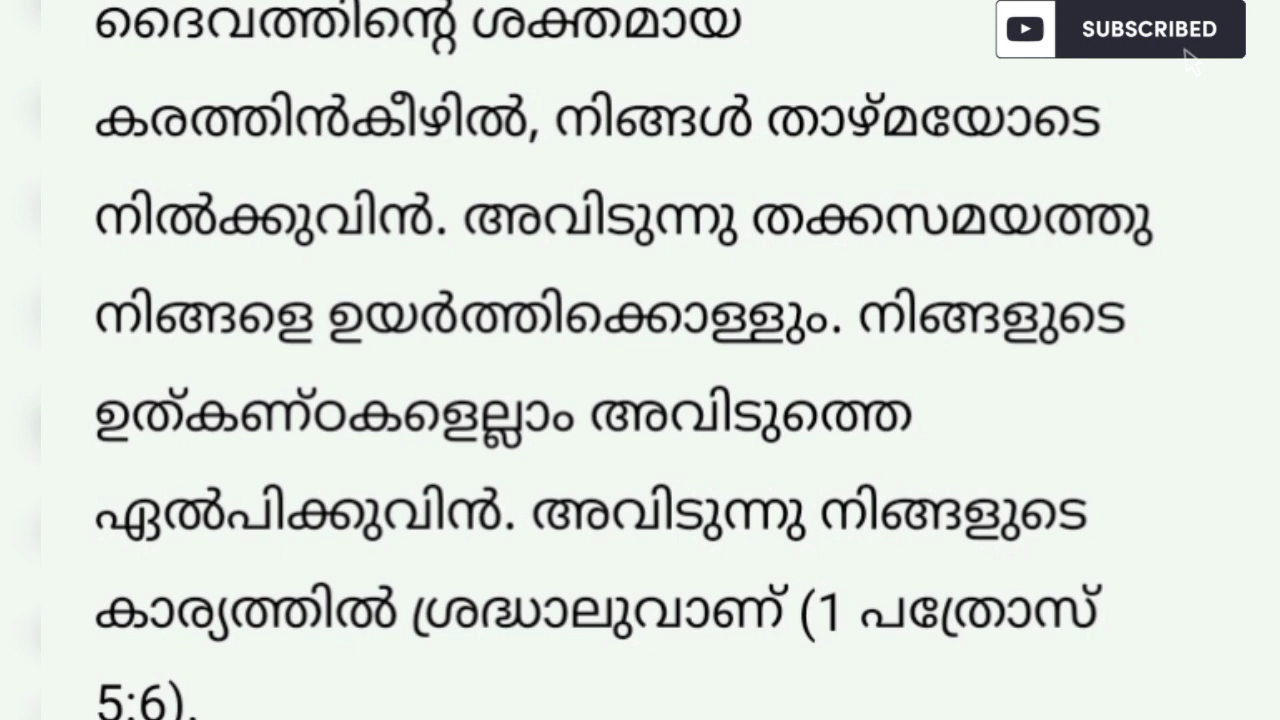 ദൈവത്തിന്റെ ശക്തമായ
SUBSCRIBED
കരത്തിൻകീഴിൽ, നിങ്ങൾ താഴ്മയോടെ
നിൽക്കുവിൻ. അവിടുന്നു തക്കസമയത്തു
നിങ്ങളെ ഉയർത്തിക്കൊള്ളും. നിങ്ങളുടെ
ഉത്കണ്ഠകളെല്ലാം അവിടുത്തെ
ഏൽപിക്കുവിൻ. അവിടുന്നു നിങ്ങളുടെ
കാര്യത്തിൽ ശ്രദ്ധാലുവാണ് (1 പത്രോസ്
5:6).